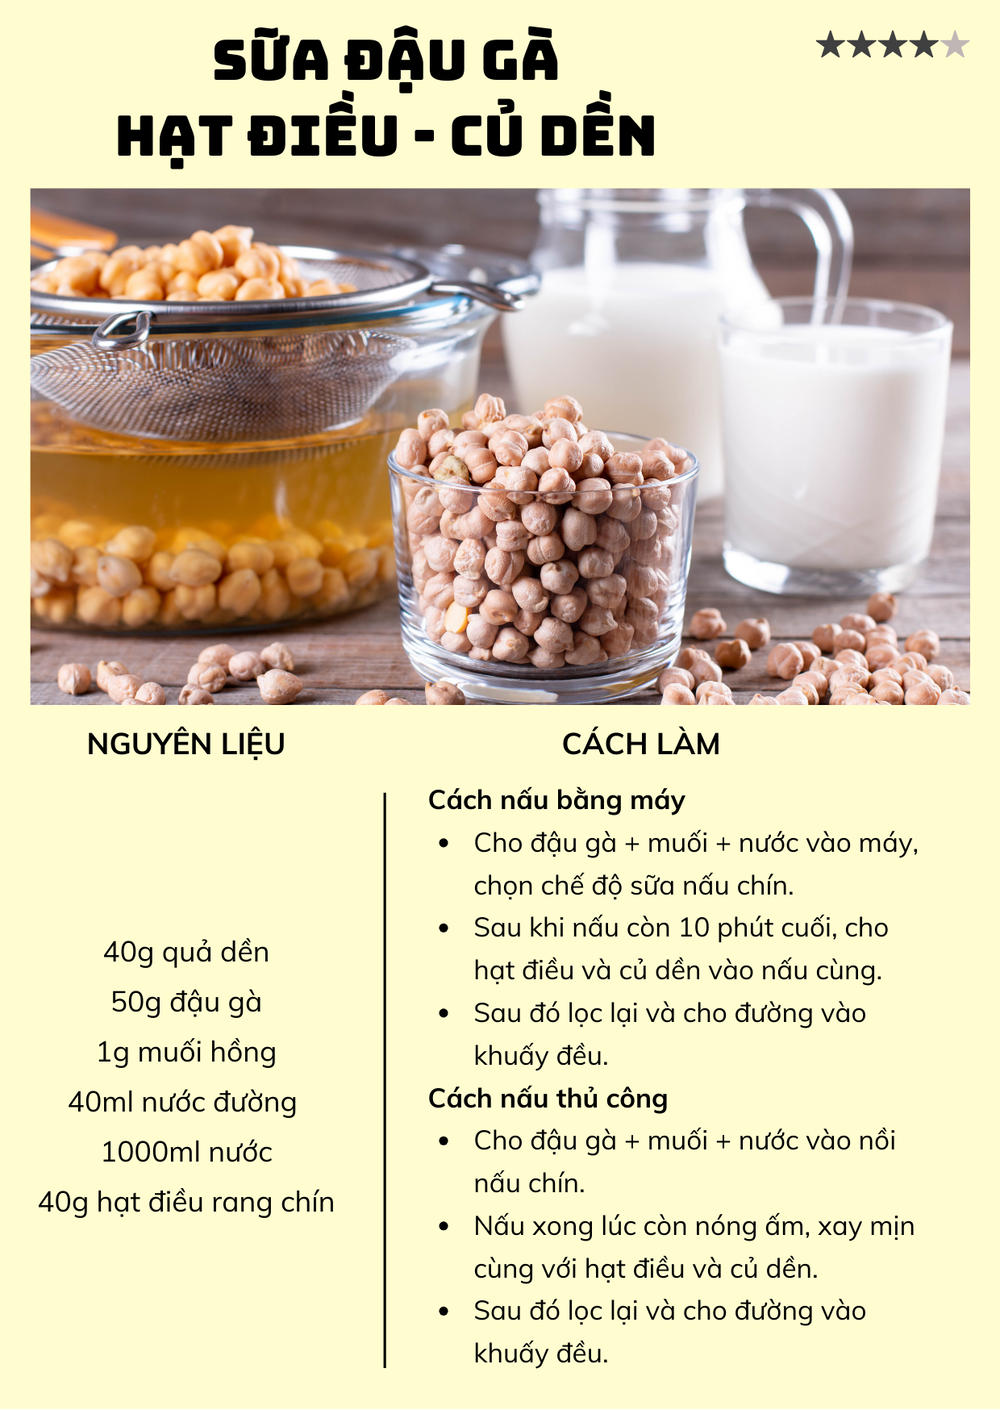 SỮA ĐẬU GÀ
HẠT ĐIỀU - CỦ DỀN
NGUYÊN LIỆU
40g quả dền
50g đậu gà
1g muối hồng
40ml nước đường
1000ml nước
40g hạt điều rang chín
CÁCH LÀM
Cách nấu bằng máy
• Cho đậu gà + muối + nước vào máy,
chọn chế độ sữa nấu chín.
• Sau khi nấu còn 10 phút cuối, cho
hạt điều và củ dền vào nấu cùng.
• Sau đó lọc lại và cho đường vào
khuấy đều.
Cách nấu thủ công
• Cho đậu gà + muối + nước vào nồi
nấu chín.
• Nấu xong lúc còn nóng ấm, xay mịn
cùng với hạt điều và củ dền.
• Sau đó lọc lại và cho đường vào
khuấy đều.